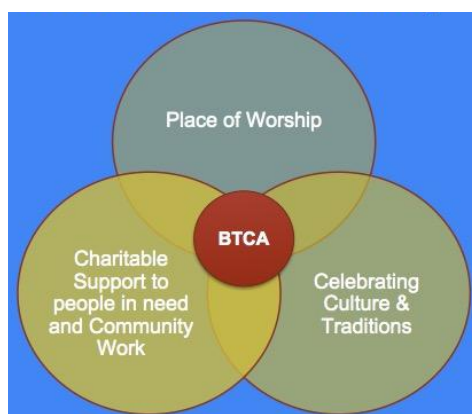 Place of Worship
BTCA
Charitable
Support to
people in need
and Community
Work
Celebrating
Culture &
Traditions